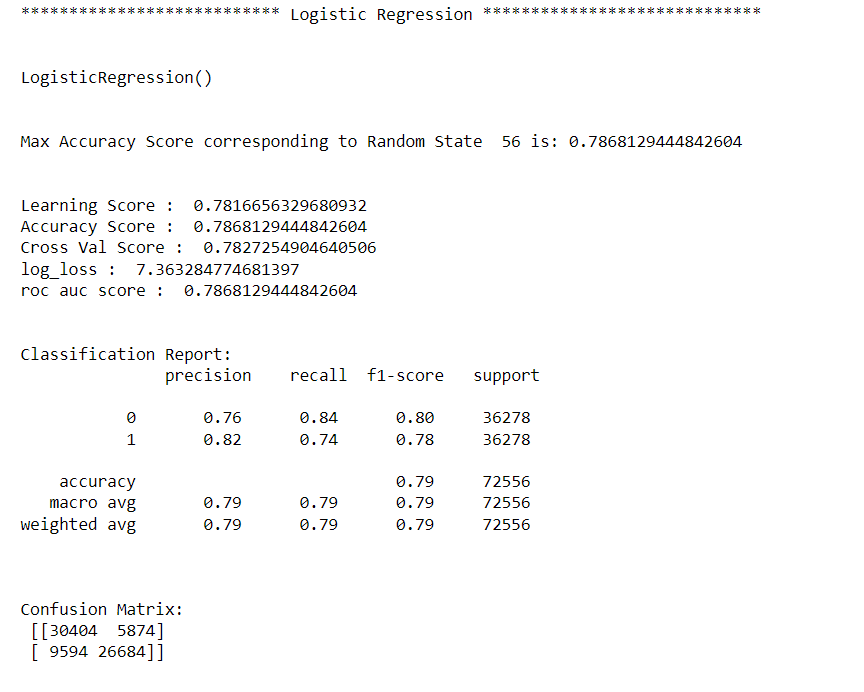 *************************** Logistic Regression *****************************
LogisticRegression()
Max Accuracy Score corresponding to Random State  56 is: 0.7868129444842604
Learning Score :  0.7816656329680932
Accuracy Score :  0.7868129444842604
Cross Val Score :  0.7827254904640506
log_loss :  7.363284774681397
roc auc score :  0.7868129444842604
Classification Report:
               precision    recall  f1-score   support
           0       0.76      0.84      0.80     36278
           1       0.82      0.74      0.78     36278
    accuracy                           0.79     72556
   macro avg       0.79      0.79      0.79     72556
weighted avg       0.79      0.79      0.79     72556
Confusion Matrix:
 [[30404  5874]
 [ 9594 26684]]